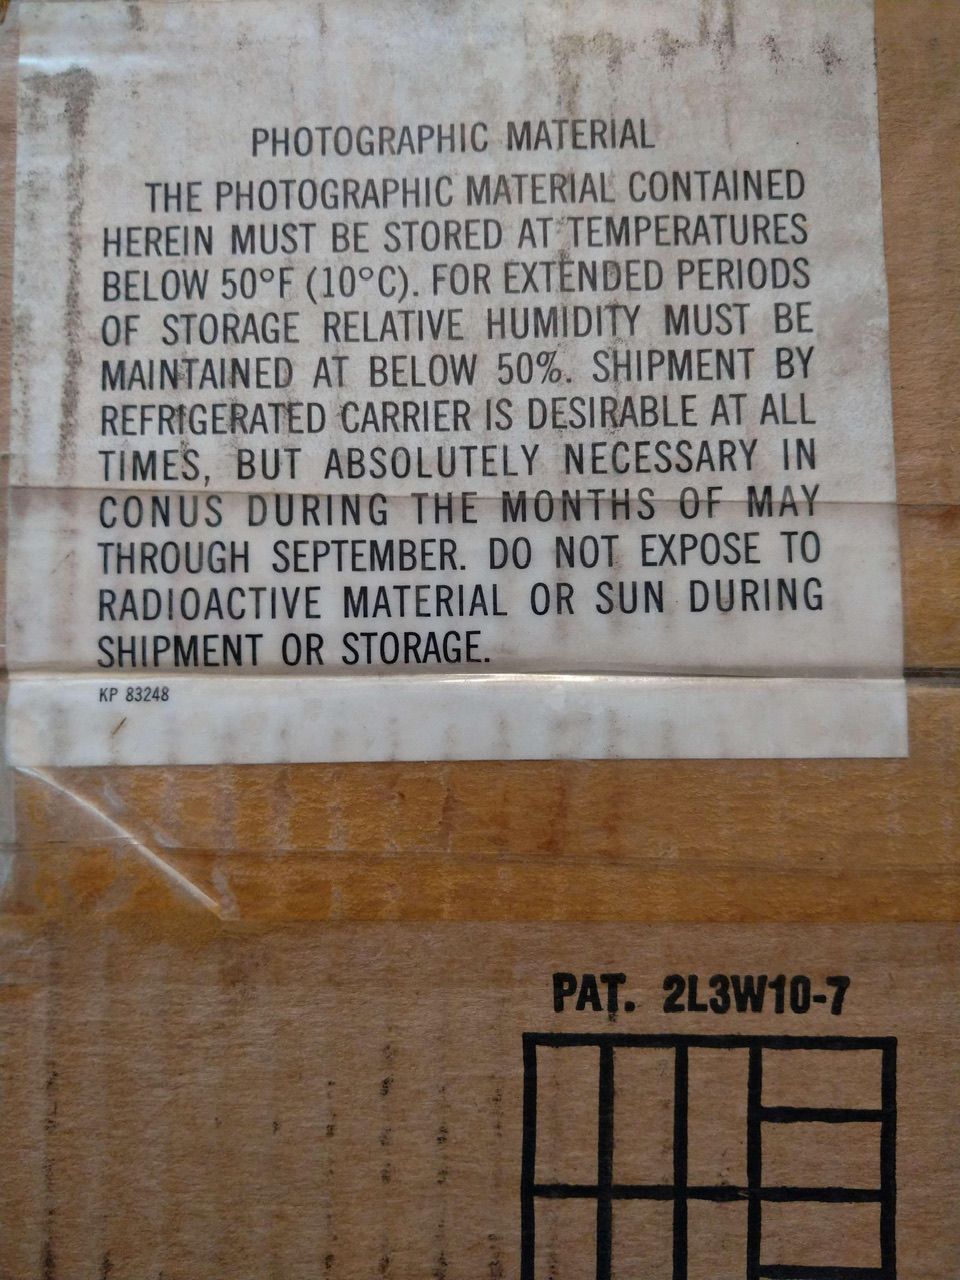 PHOTOGRAPHIC MATERIAL
THE PHOTOGRAPHIC MATERIAL CONTAINED
HEREIN MUST BE STORED AT TEMPERATURES
BELOW 50°F (10°C). FOR EXTENDED PERIODS
OF STORAGE RELATIVE HUMIDITY MUST BE
MAINTAINED AT BELOW 50%. SHIPMENT BY
REFRIGERATED CARRIER IS DESIRABLE AT ALL
TIMES, BUT ABSOLUTELY NECESSARY IN
CONUS DURING THE MONTHS OF MAY
THROUGH SEPTEMBER. DO NOT EXPOSE TO
RADIOACTIVE MATERIAL OR SUN DURING
SHIPMENT OR STORAGE.
KP 83248
PAT. 2L3W10-7